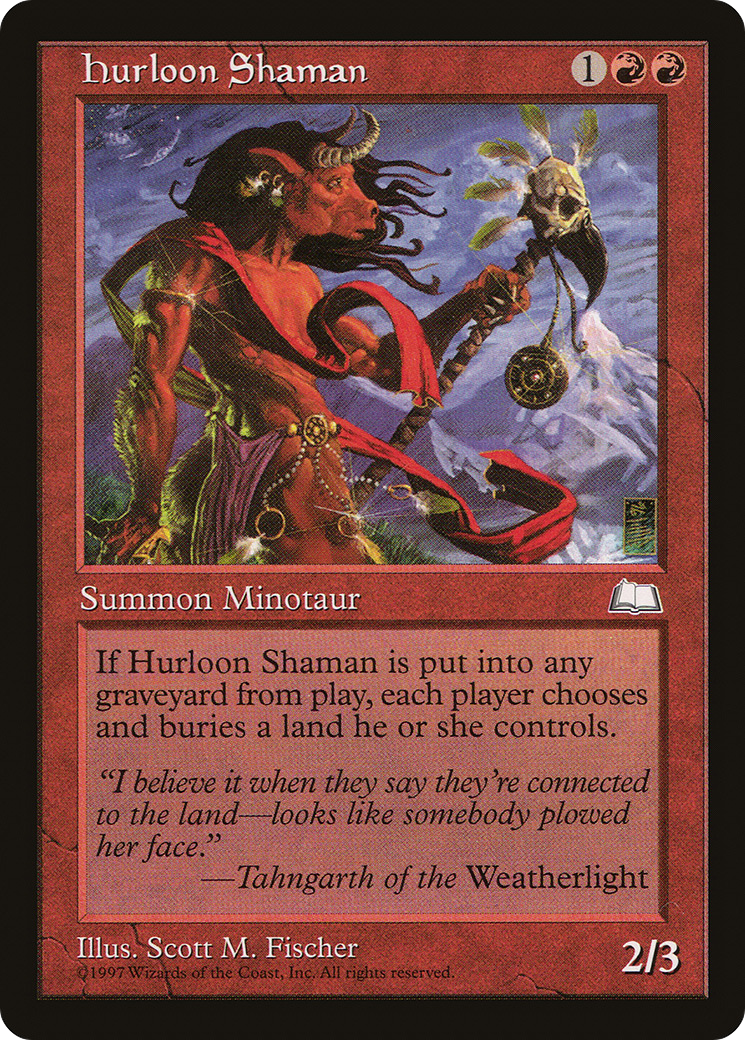 Hurloon Shaman 1
Summon Minotaur
If Hurloon Shaman is put into any
graveyard from play, each player chooses
and buries a land he or she controls.
“I believe it when they say they’re connected
to the land—looks like somebody plowed
her face.”
—Tahngarth of the Weatherlight
Illus. Scott M. Fischer
©1997 Wizards of the Coast, Inc. All rights reserved.
2/3